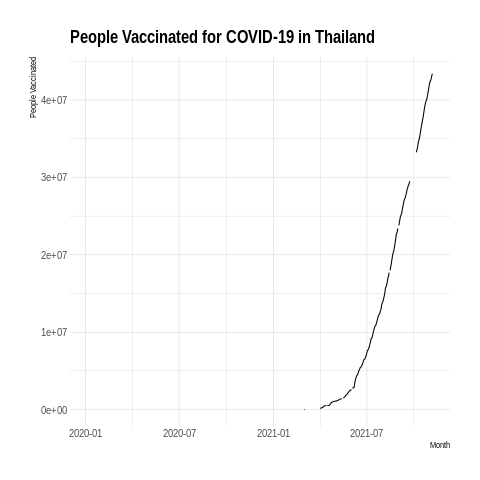 People Vaccinated for COVID-19 in Thailand
People Vaccinated
4e+07
3e+07
2e+07
1e+07
0e+00
2020-01 2020-07 2021-01 2021-07
Month